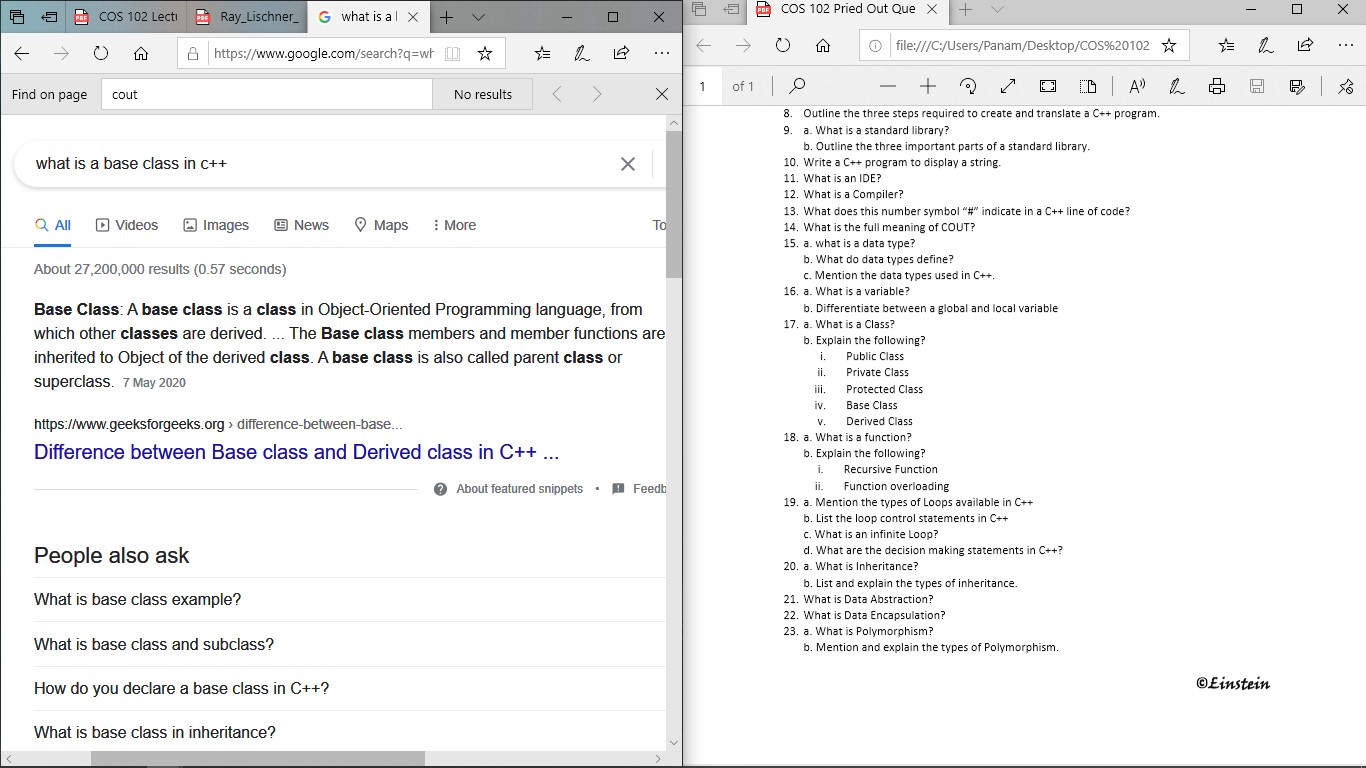 COS 102 Lectu
Ray_Lischner_
what is a l
https://www.google.com/search?q=wh
Find on page
cout
No results
what is a base class in c++
All
Videos
Images
News
Maps
More
To
About 27,200,000 results (0.57 seconds)
Base Class: A base class is a class in Object-Oriented Programming language, from
which other classes are derived. ... The Base class members and member functions are
inherited to Object of the derived class. A base class is also called parent class or
superclass. 7 May 2020
https://www.geeksforgeeks.org › difference-between-base...
Difference between Base class and Derived class in C++ ...
About featured snippets • Feedb
People also ask
What is base class example?
What is base class and subclass?
How do you declare a base class in C++?
What is base class in inheritance?
COS 102 Pried Out Que
file:///C:/Users/Panam/Desktop/COS%20102
1 of 1
8. Outline the three steps required to create and translate a C++ program.
9. a. What is a standard library?
b. Outline the three important parts of a standard library.
10. Write a C++ program to display a string.
11. What is an IDE?
12. What is a Compiler?
13. What does this number symbol “#” indicate in a C++ line of code?
14. What is the full meaning of COUT?
15. a. what is a data type?
b. What do data types define?
c. Mention the data types used in C++.
16. a. What is a variable?
b. Differentiate between a global and local variable
17. a. What is a Class?
b. Explain the following?
i. Public Class
ii. Private Class
iii. Protected Class
iv. Base Class
v. Derived Class
18. a. What is a function?
b. Explain the following?
i. Recursive Function
ii. Function overloading
19. a. Mention the types of Loops available in C++
b. List the loop control statements in C++
c. What is an infinite Loop?
d. What are the decision making statements in C++?
20. a. What is Inheritance?
b. List and explain the types of inheritance.
21. What is Data Abstraction?
22. What is Data Encapsulation?
23. a. What is Polymorphism?
b. Mention and explain the types of Polymorphism.
©Einstein